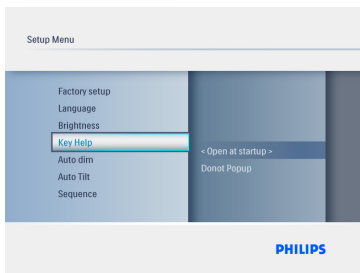 Setup Menu
Factory setup
Language
Brightness
Key Help
Auto dim
Auto Tilt
Sequence
< Open at startup >
Donot Popup
PHILIPS